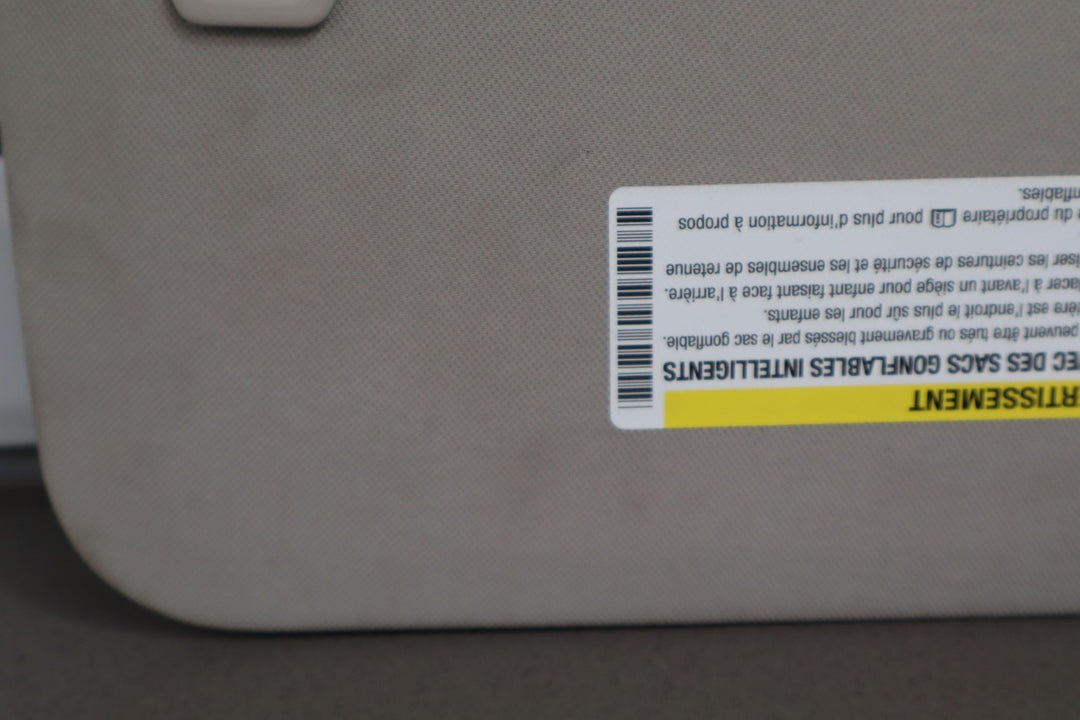 RTISSEMENT
EC DES SACS GONFLABLES INTELLIGENTS
peuvent être tués ou gravement blessés par le sac gonflable.
ière est l'endroit le plus sûr pour les enfants.
lacer à l'avant un siège pour enfant faisant face à l'arrière.
iser les ceintures de sécurité et les ensembles de retenue
du propriétaire pour plus d'information à propos
nflables.